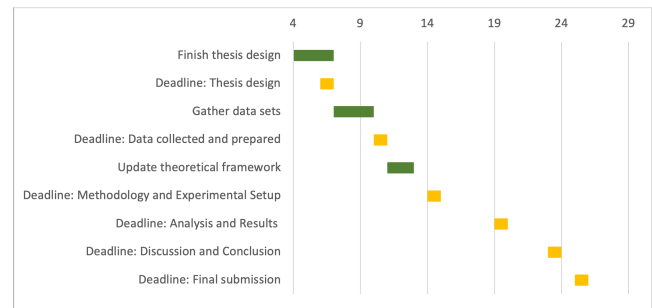 4 9 14 19 24 29
Finish thesis design
Deadline: Thesis design
Gather data sets
Deadline: Data collected and prepared
Update theoretical framework
Deadline: Methodology and Experimental Setup
Deadline: Analysis and Results
Deadline: Discussion and Conclusion
Deadline: Final submission